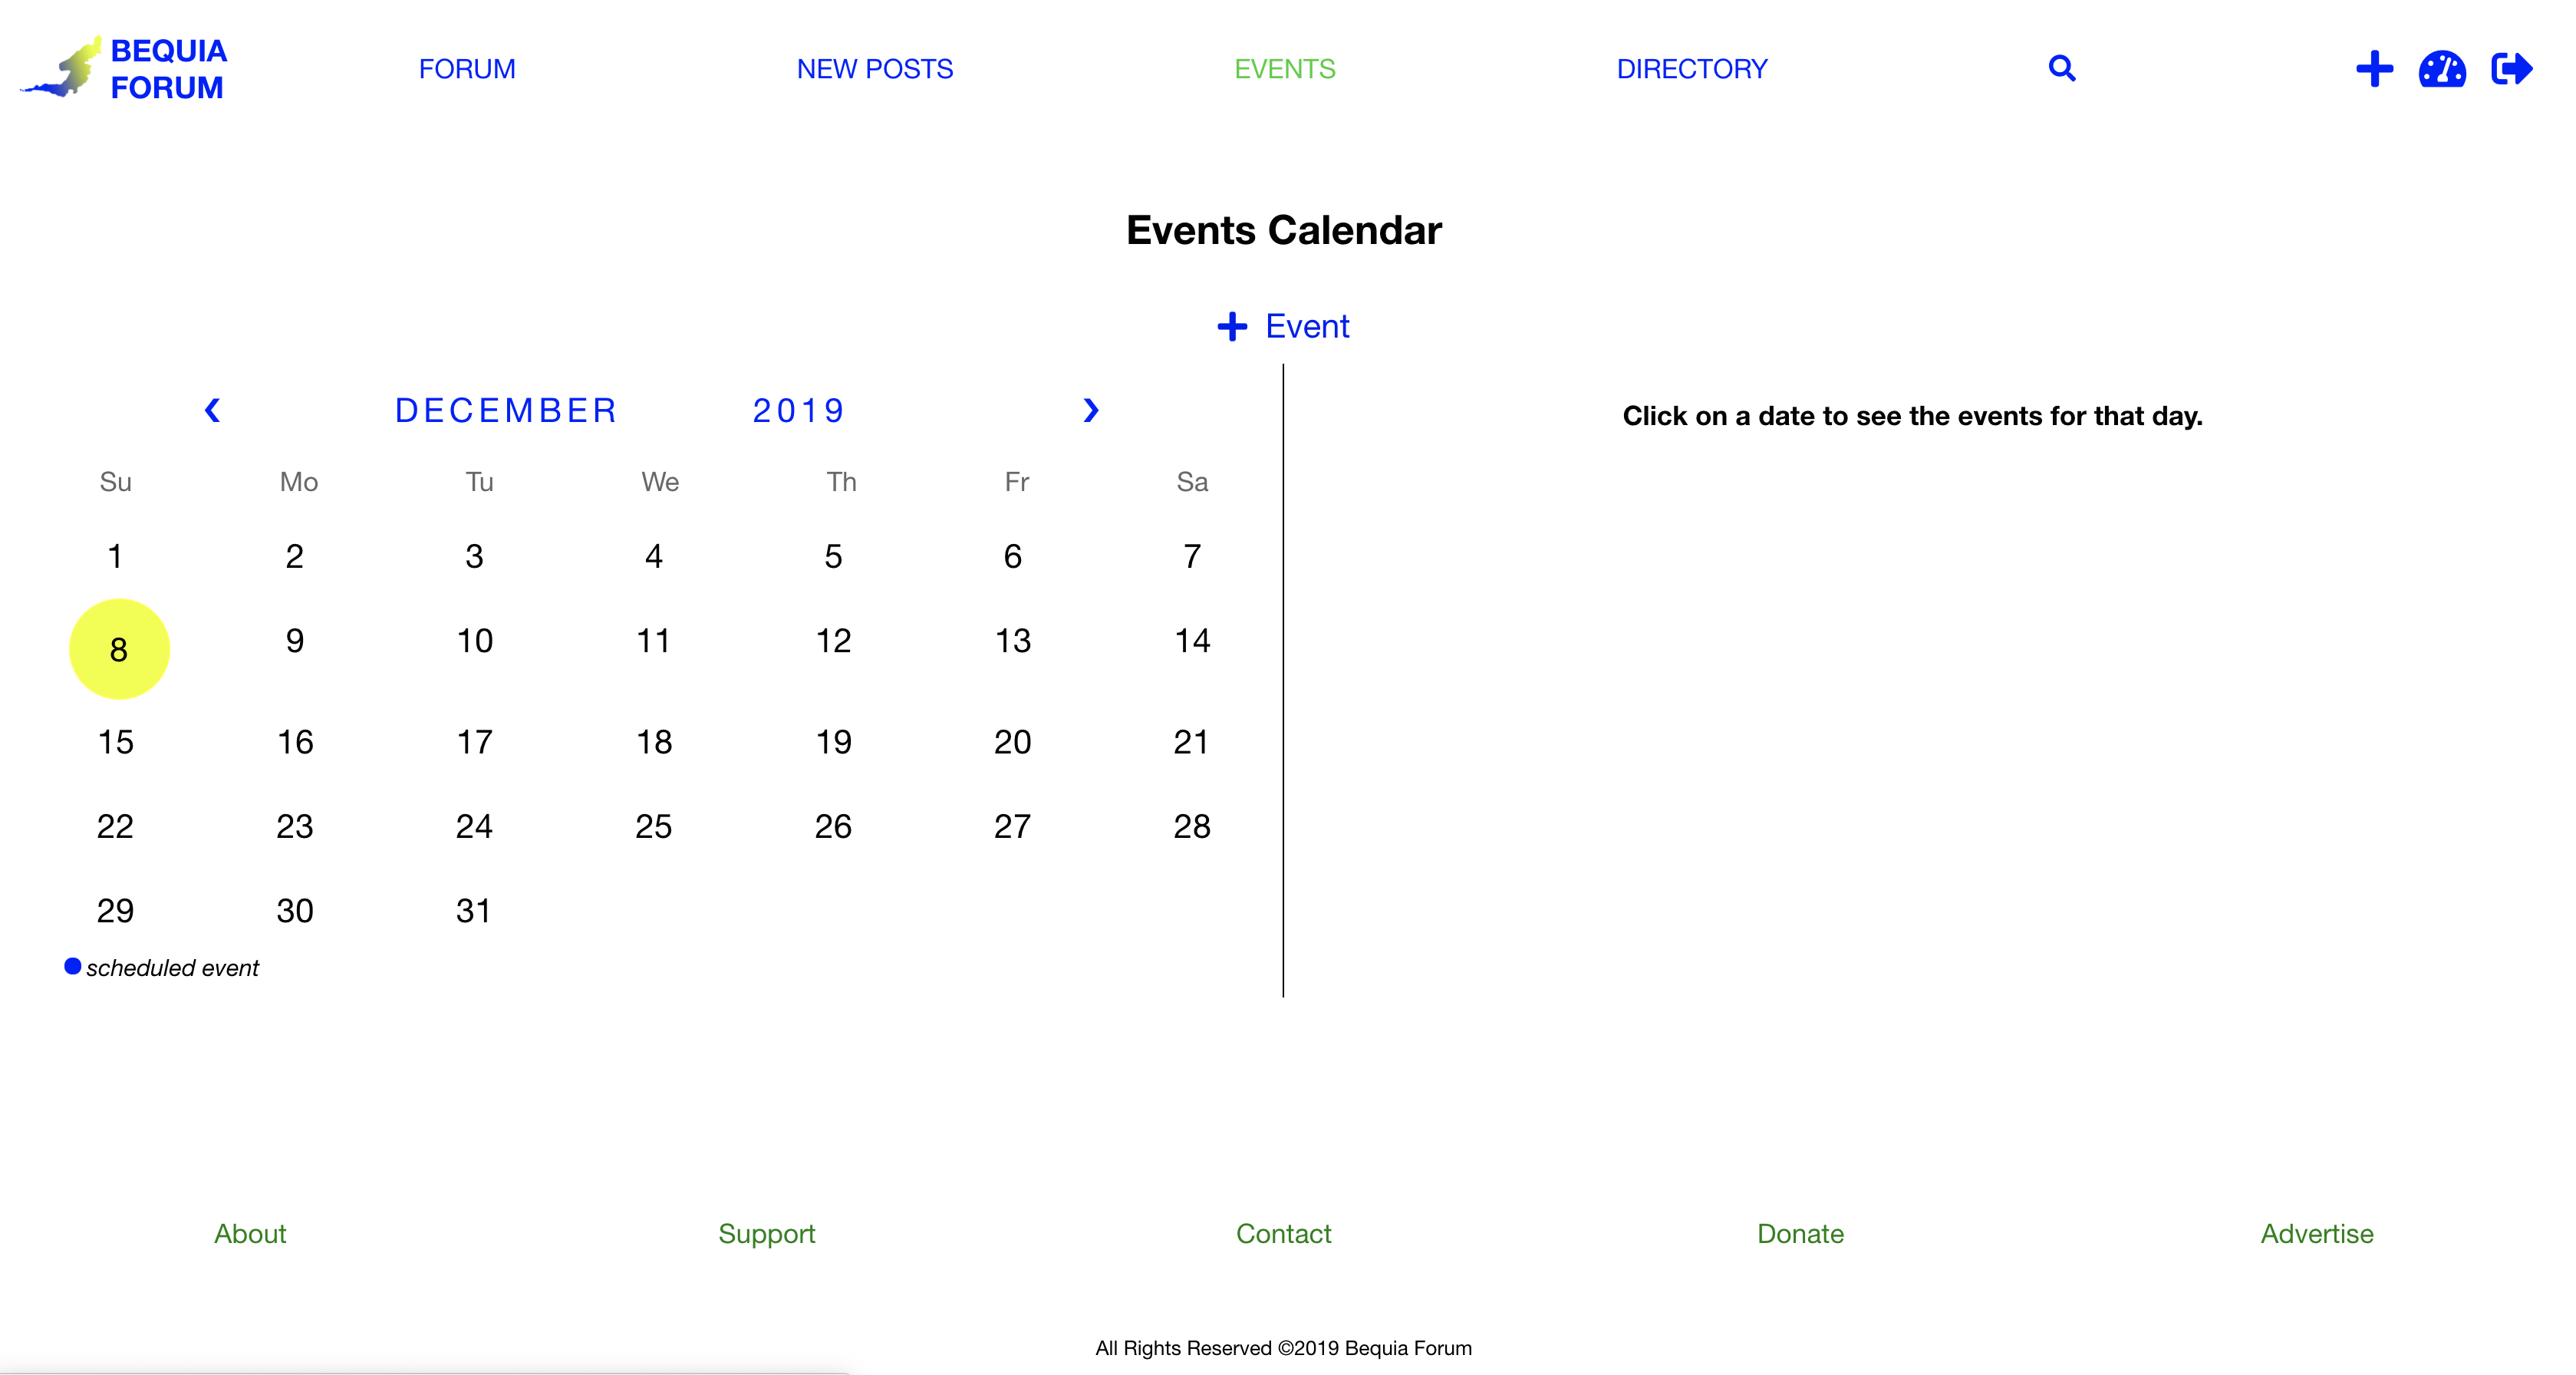 BEQUIA
FORUM
FORUM NEW POSTS EVENTS DIRECTORY
Events Calendar
Event
DECEMBER 2019
Click on a date to see the events for that day.
Su Mo Tu We Th Fr Sa
1 2 3 4 5 6 7
8 9 10 11 12 13 14
15 16 17 18 19 20 21
22 23 24 25 26 27 28
29 30 31
scheduled event
About Support Contact Donate Advertise
All Rights Reserved ©2019 Bequia Forum